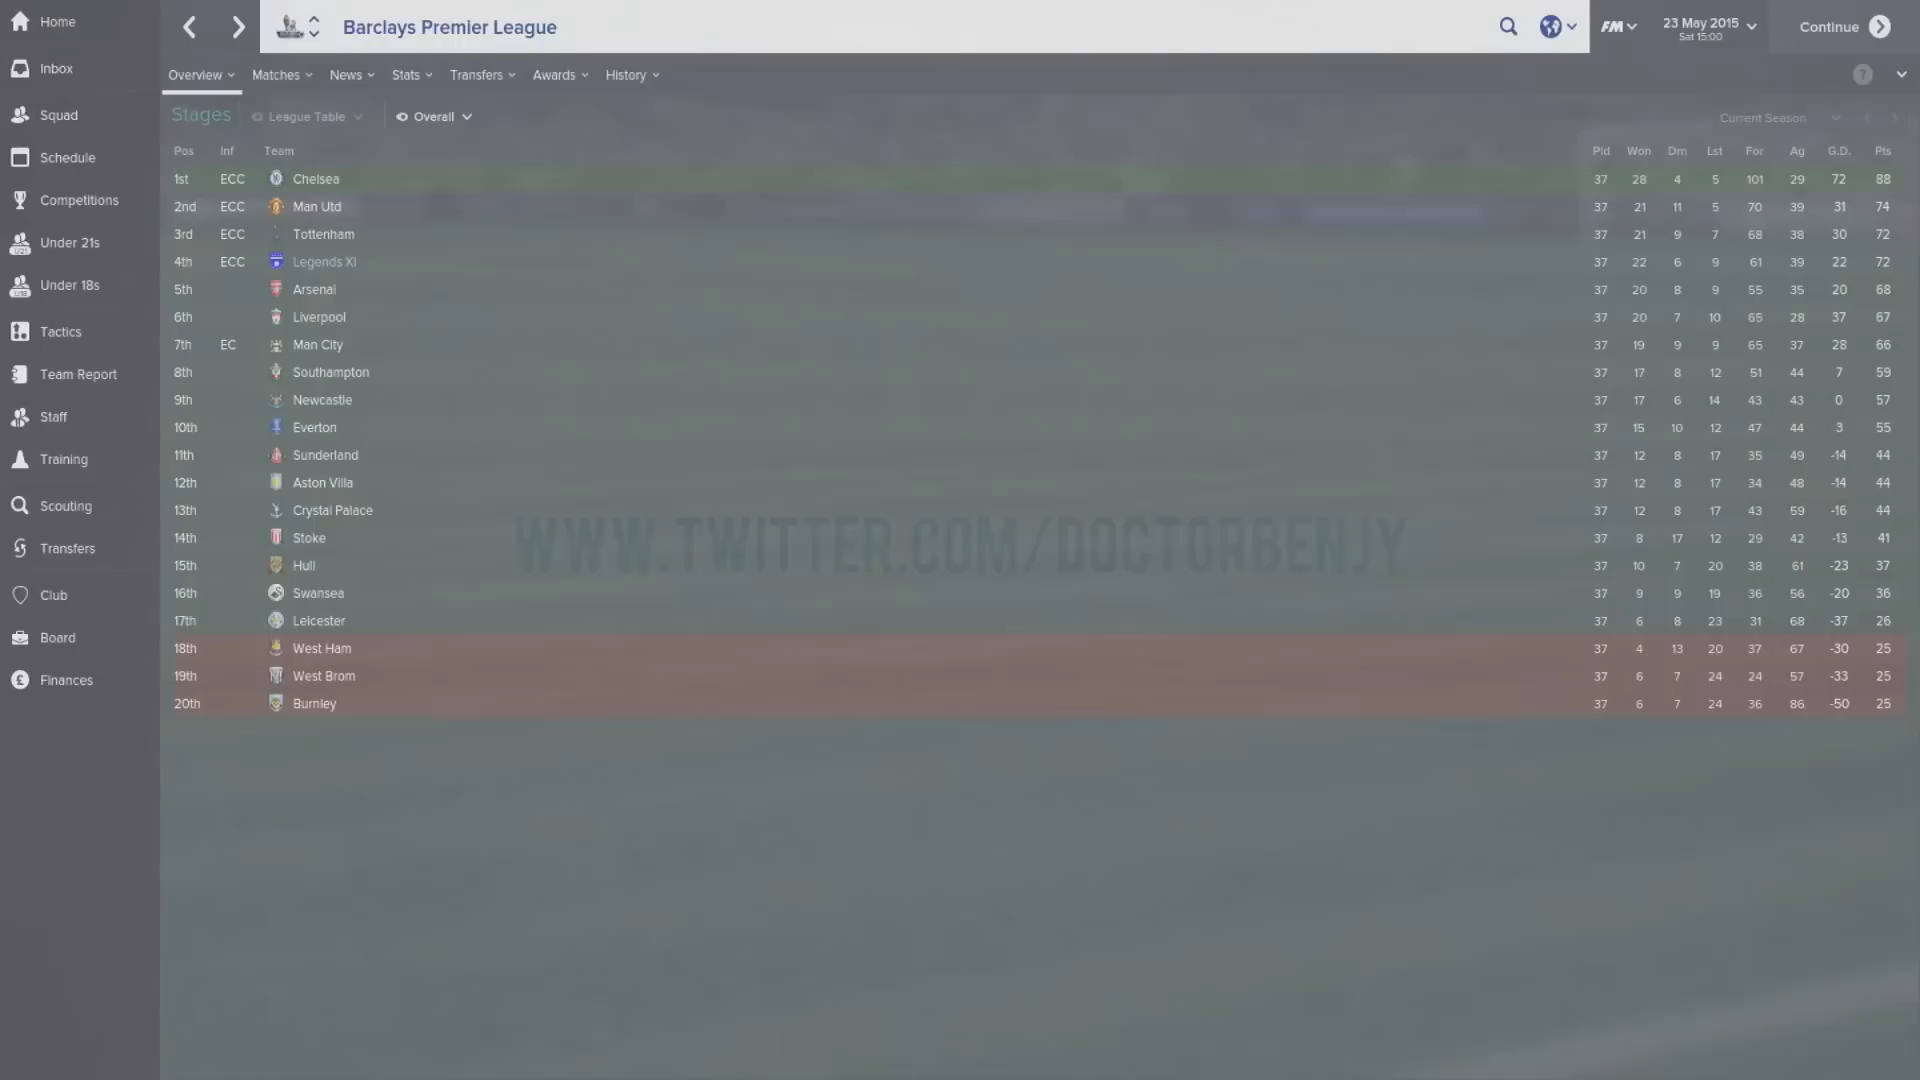 Home
Inbox
Squad
Schedule
Competitions
Under 21s
Under 18s
Tactics
Team Report
Staff
Training
Scouting
Transfers
Club
Board
Finances
Barclays Premier League
FM
23 May 2015
Sat 15:00
Continue
Overview Matches News Stats Transfers Awards History
?
Stages League Table Overall Current Season
Pos Inf Team Pld Won Drn Lst For Ag G.D. Pts
1st ECC Chelsea 37 28 4 5 101 29 72 88
2nd ECC Man Utd 37 21 11 5 70 39 31 74
3rd ECC Tottenham 37 21 9 7 68 38 30 72
4th ECC Legends XI 37 22 6 9 61 39 22 72
5th Arsenal 37 20 8 9 55 35 20 68
6th Liverpool 37 20 7 10 65 28 37 67
7th EC Man City 37 19 9 9 65 37 28 66
8th Southampton 37 17 8 12 51 44 7 59
9th Newcastle 37 17 6 14 43 43 0 57
10th Everton 37 15 10 12 47 44 3 55
11th Sunderland 37 12 8 17 35 49 -14 44
12th Aston Villa 37 12 8 17 34 48 -14 44
13th Crystal Palace 37 12 8 17 43 59 -16 44
14th Stoke 37 8 17 12 29 42 -13 41
15th Hull 37 10 7 20 38 61 -23 37
16th Swansea 37 9 9 19 36 56 -20 36
17th Leicester 37 6 8 23 31 68 -37 26
18th West Ham 37 4 13 20 37 67 -30 25
19th West Brom 37 6 7 24 24 57 -33 25
20th Burnley 37 6 7 24 36 86 -50 25
WWW.TWITTER.COM/DOCTORBENJY